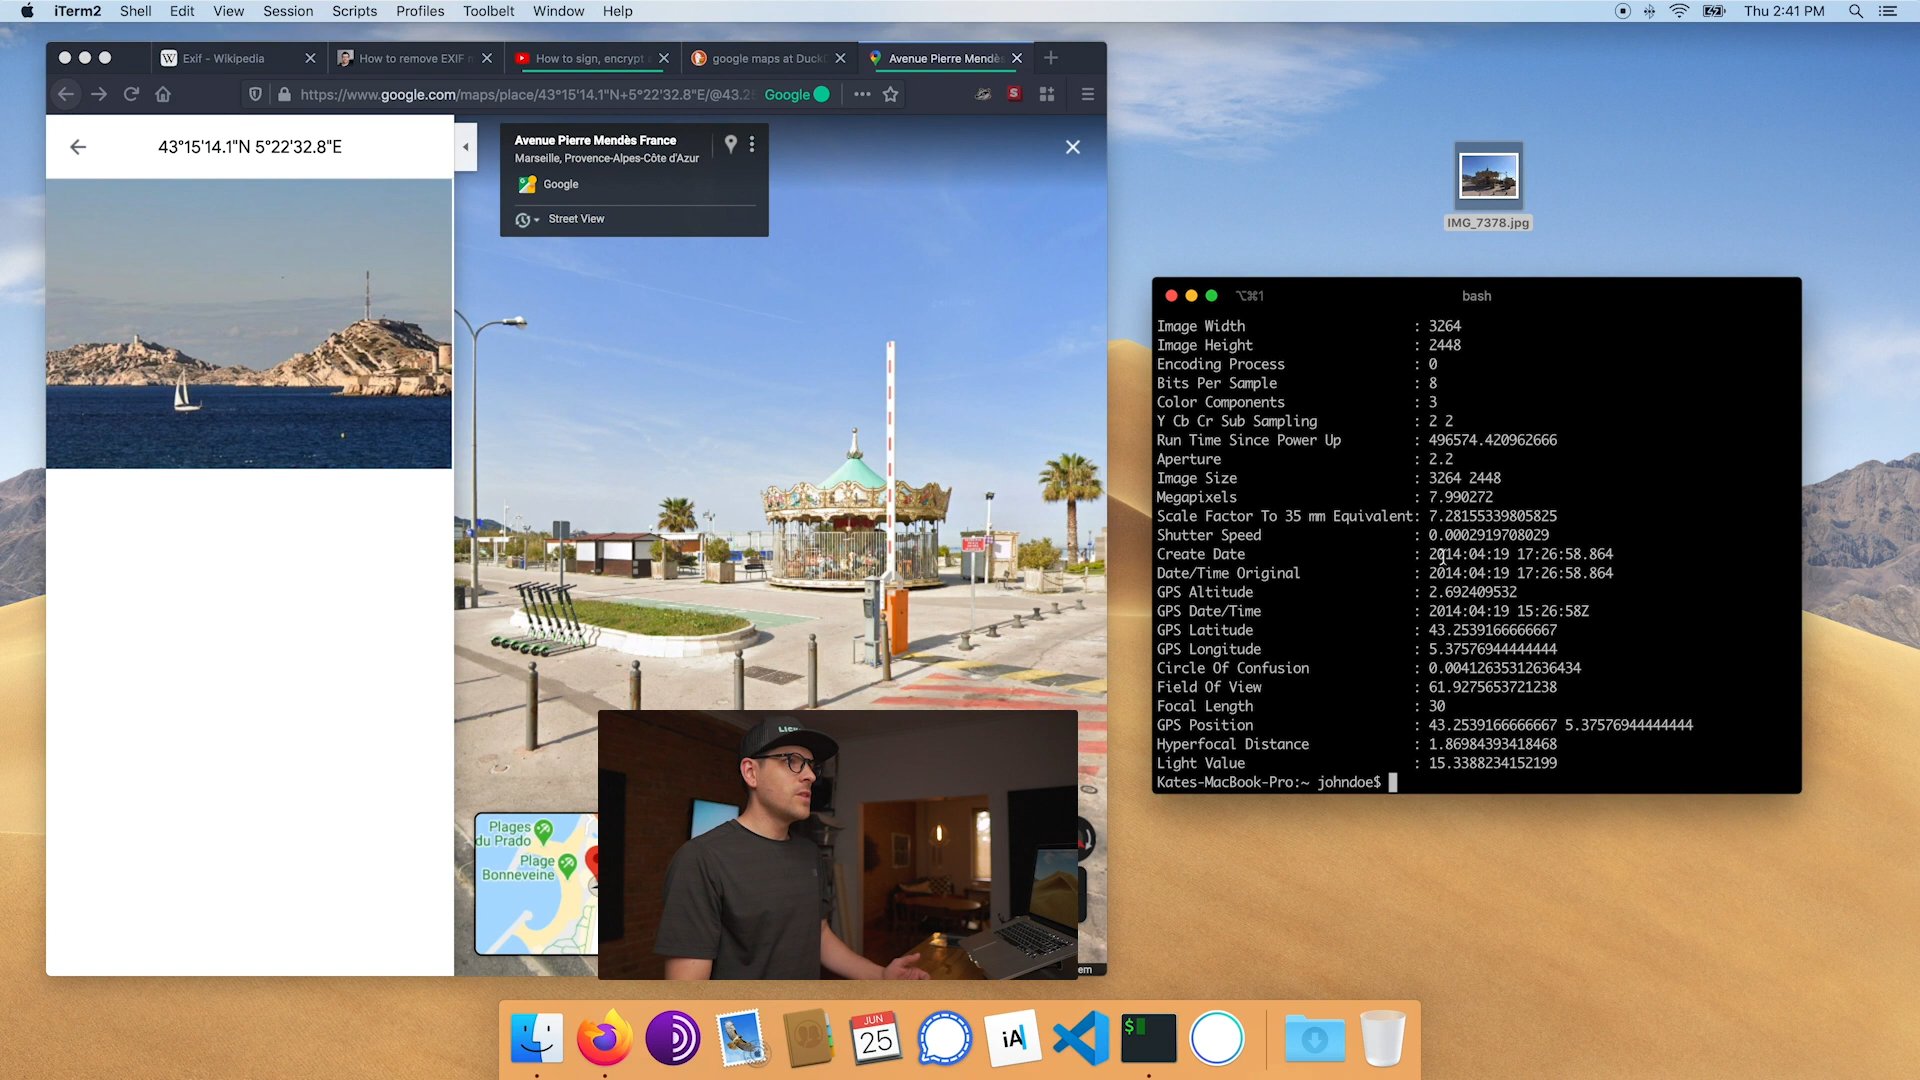 iTerm2 Shell Edit View Session Scripts Profiles Toolbelt Window Help
Thu 2:41 PM
Exif - Wikipedia
How to remove EXIF
How to sign, encrypt
google maps at Duck
Avenue Pierre Mendès
https://www.google.com/maps/place/43°15'14.1"N+5°22'32.8"E/@43.2
Google
43°15'14.1"N 5°22'32.8"E
Avenue Pierre Mendès France
Marseille, Provence-Alpes-Côte d'Azur
Google
Street View
Plages
du Prado
Plage
Bonneveine
IMG_7378.jpg
⌥⌘1
bash
Image Width : 3264
Image Height : 2448
Encoding Process : 0
Bits Per Sample : 8
Color Components : 3
Y Cb Cr Sub Sampling : 2 2
Run Time Since Power Up : 496574.420962666
Aperture : 2.2
Image Size : 3264 2448
Megapixels : 7.990272
Scale Factor To 35 mm Equivalent: 7.28155339805825
Shutter Speed : 0.0002919708029
Create Date : 2014:04:19 17:26:58.864
Date/Time Original : 2014:04:19 17:26:58.864
GPS Altitude : 2.692409532
GPS Date/Time : 2014:04:19 15:26:58Z
GPS Latitude : 43.2539166666667
GPS Longitude : 5.37576944444444
Circle Of Confusion : 0.00412635312636434
Field Of View : 61.9275653721238
Focal Length : 30
GPS Position : 43.2539166666667 5.37576944444444
Hyperfocal Distance : 1.86984393418468
Light Value : 15.3388234152199
Kates-MacBook-Pro:~ johndoe$
JUN
25
iA
$